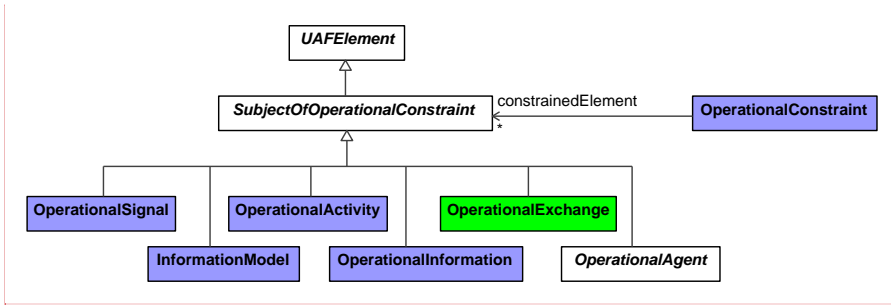 UAFElement
constrainedElement
SubjectOfOperationalConstraint
OperationalConstraint
*
OperationalSignal
OperationalActivity
OperationalExchange
InformationModel
OperationalInformation
OperationalAgent